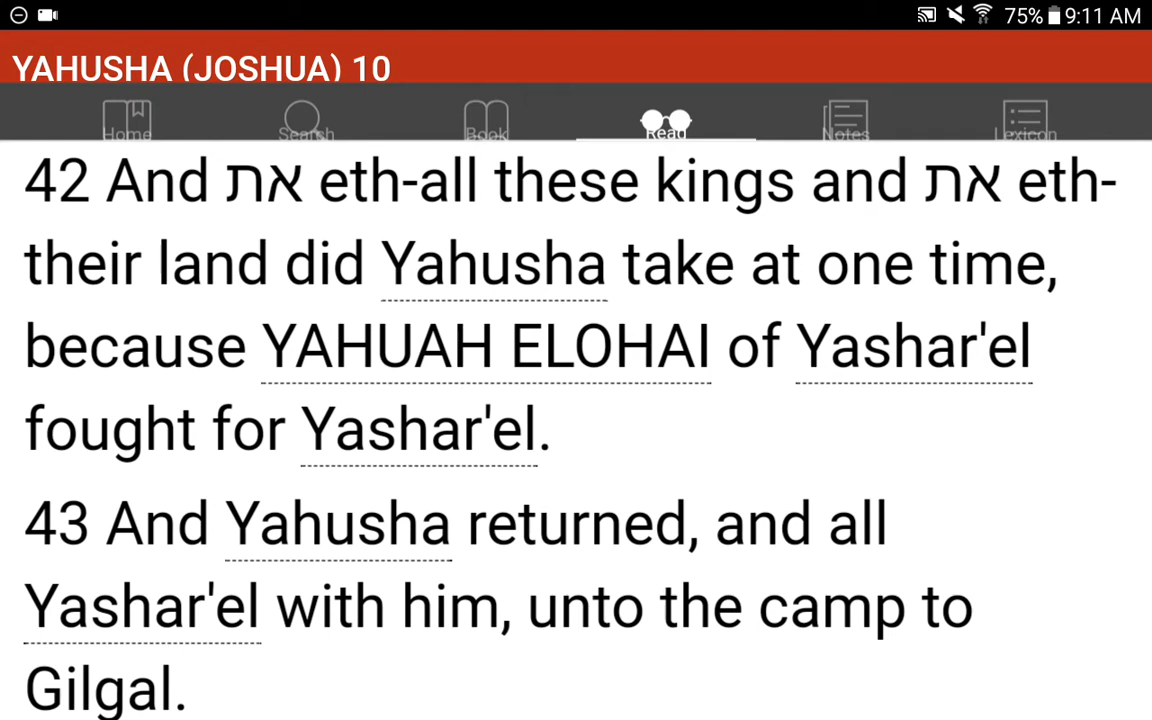 75% 9:11 AM
YAHUSHA (JOSHUA) 10
Home Search Book Read Notes Lexicon
42 And את eth-all these kings and את eth-
their land did Yahusha take at one time,
because YAHUAH ELOHAI of Yashar'el
fought for Yashar'el.
43 And Yahusha returned, and all
Yashar'el with him, unto the camp to
Gilgal.